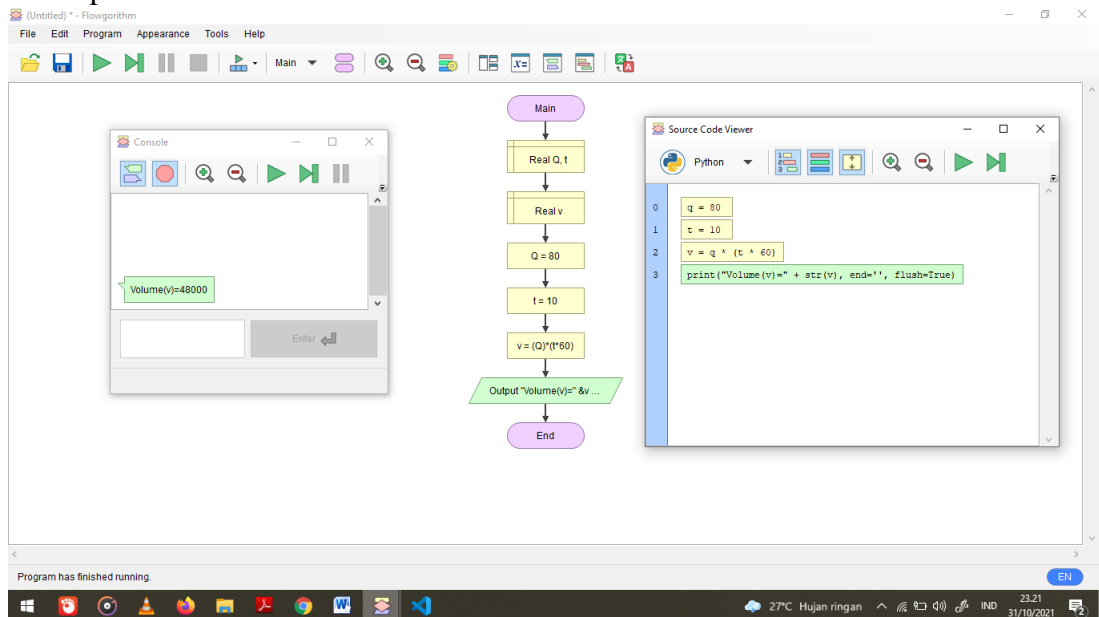 (Untitled) * - Flowgorithm
File Edit Program Appearance Tools Help
Main
Console
Volume(v)=48000
Enter
Main
Real Q, t
Real v
Q = 80
t = 10
v = (Q)*(t*60)
Output "Volume(v)=" &v ...
End
Source Code Viewer
Python
0 q = 80
1 t = 10
2 v = q * (t * 60)
3 print("Volume(v)=" + str(v), end='', flush=True)
Program has finished running.
EN
27°C Hujan ringan
IND
23.21
31/10/2021
2